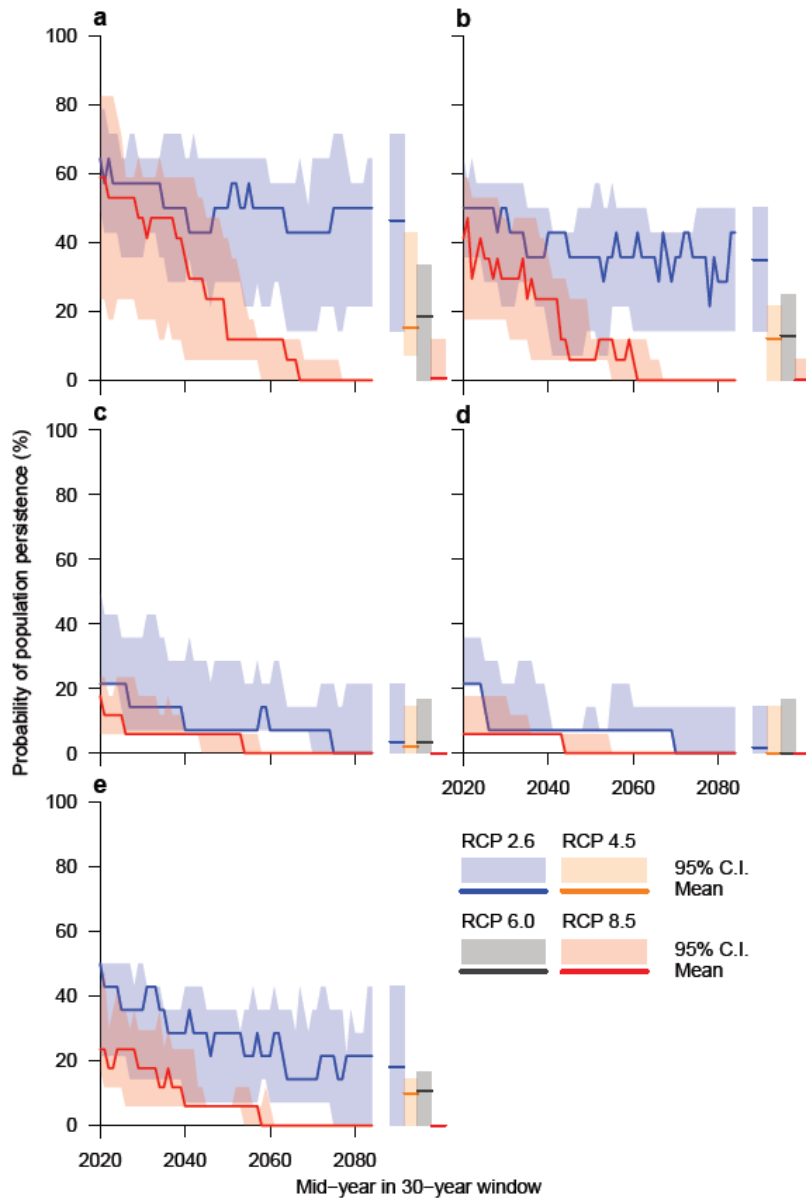 a
b
100
80
60
40
20
0
c
d
100
80
60
40
20
0
2020
2040
2060
2080
e
100
80
60
40
20
0
2020
2040
2060
2080
Probability of population persistence (%)
Mid−year in 30−year window
RCP 2.6 RCP 4.5
95% C.I.
Mean
RCP 6.0 RCP 8.5
95% C.I.
Mean